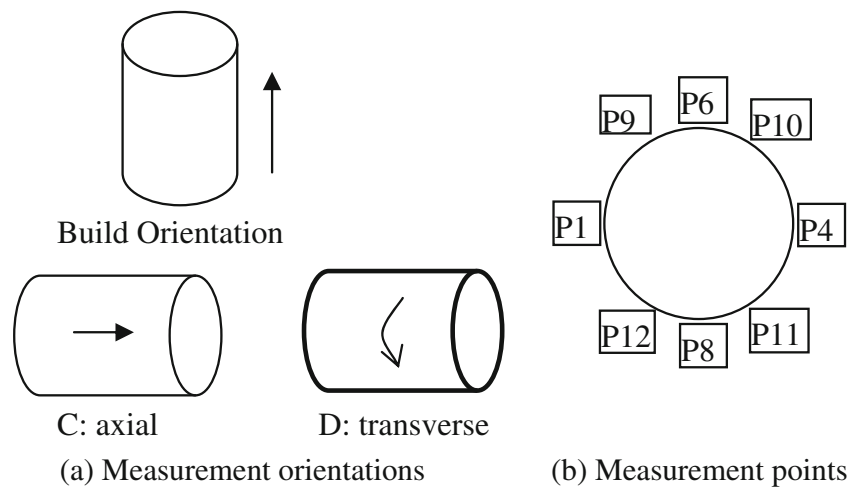 Build Orientation
C: axial
D: transverse
(a) Measurement orientations
P6
P9
P10
P1
P4
P12
P8
P11
(b) Measurement points